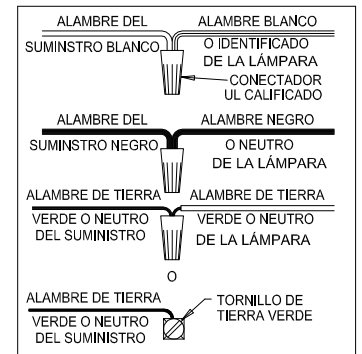 ALAMBRE DEL
SUMINSTRO BLANCO
ALAMBRE BLANCO
O IDENTIFICADO
DE LA LÁMPARA
CONECTADOR
UL CALIFICADO
ALAMBRE DEL
SUMINSTRO NEGRO
ALAMBRE NEGRO
O NEUTRO
DE LA LÁMPARA
ALAMBRE DE TIERRA
VERDE O NEUTRO
DEL SUMINISTRO
ALAMBRE DE TIERRA
VERDE O NEUTRO
DE LA LÁMPARA
O
ALAMBRE DE TIERRA
VERDE O NEUTRO
DEL SUMINISTRO
TORNILLO DE
TIERRA VERDE